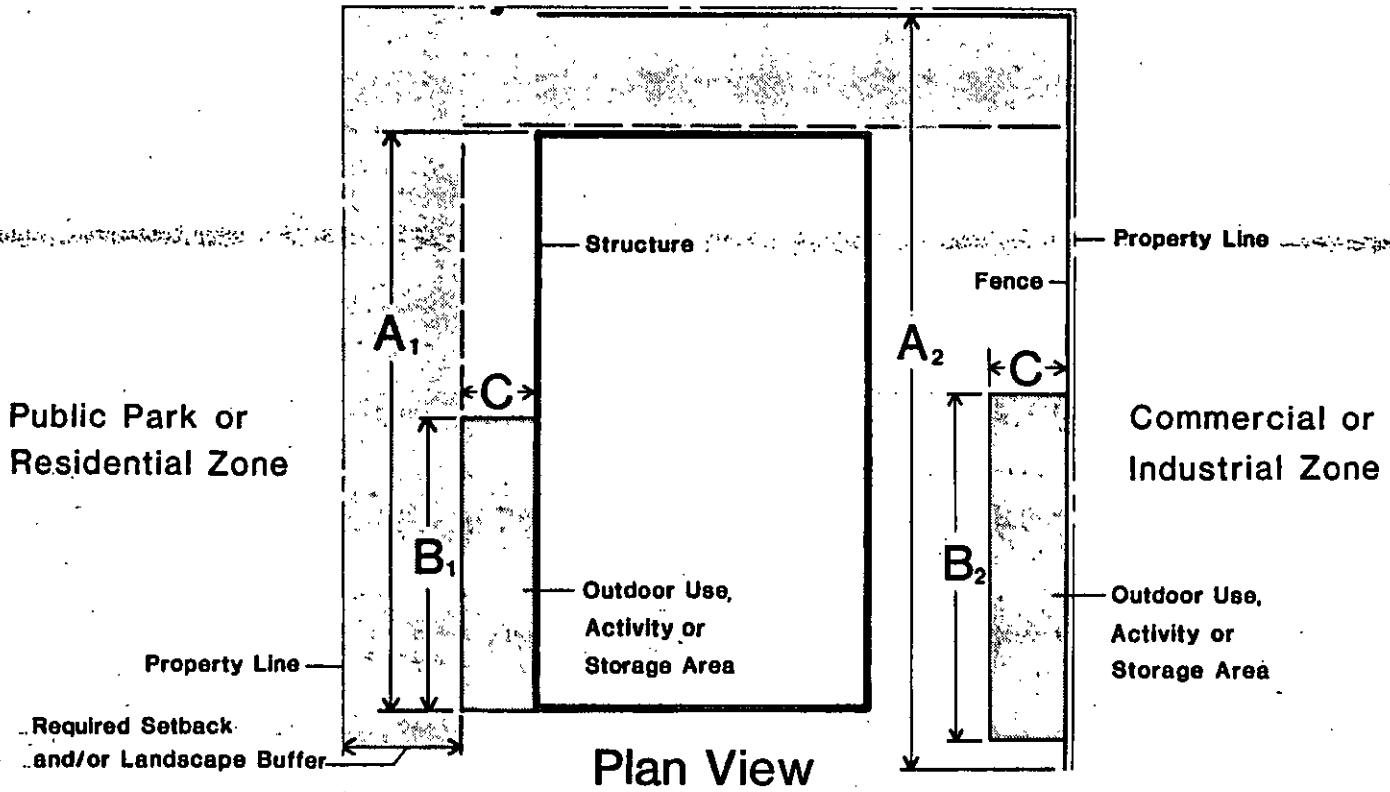 Structure
Property Line
Fence
A₁
A₂
C
C
Public Park or
Residential Zone
Commercial or
Industrial Zone
B₁
B₂
Outdoor Use,
Activity or
Storage Area
Outdoor Use,
Activity or
Storage Area
Property Line
Required Setback
and/or Landscape Buffer
Plan View